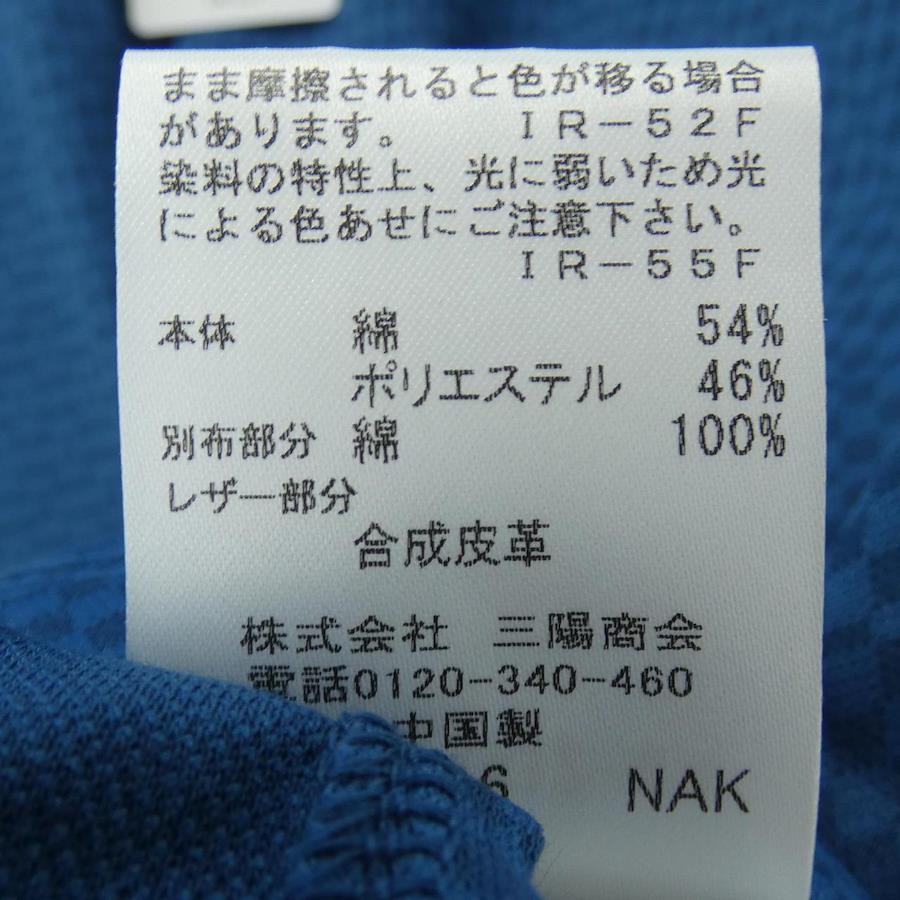 まま摩擦されると色が移る場合
があります。　ＩＲ－５２Ｆ
染料の特性上、光に弱いため光
による色あせにご注意下さい。
ＩＲ－５５Ｆ
本体　綿　54%
ポリエステル　46%
別布部分　綿　100%
レザー部分
合成皮革
株式会社　三陽商会
電話0120-340-460
中国製
6　NAK